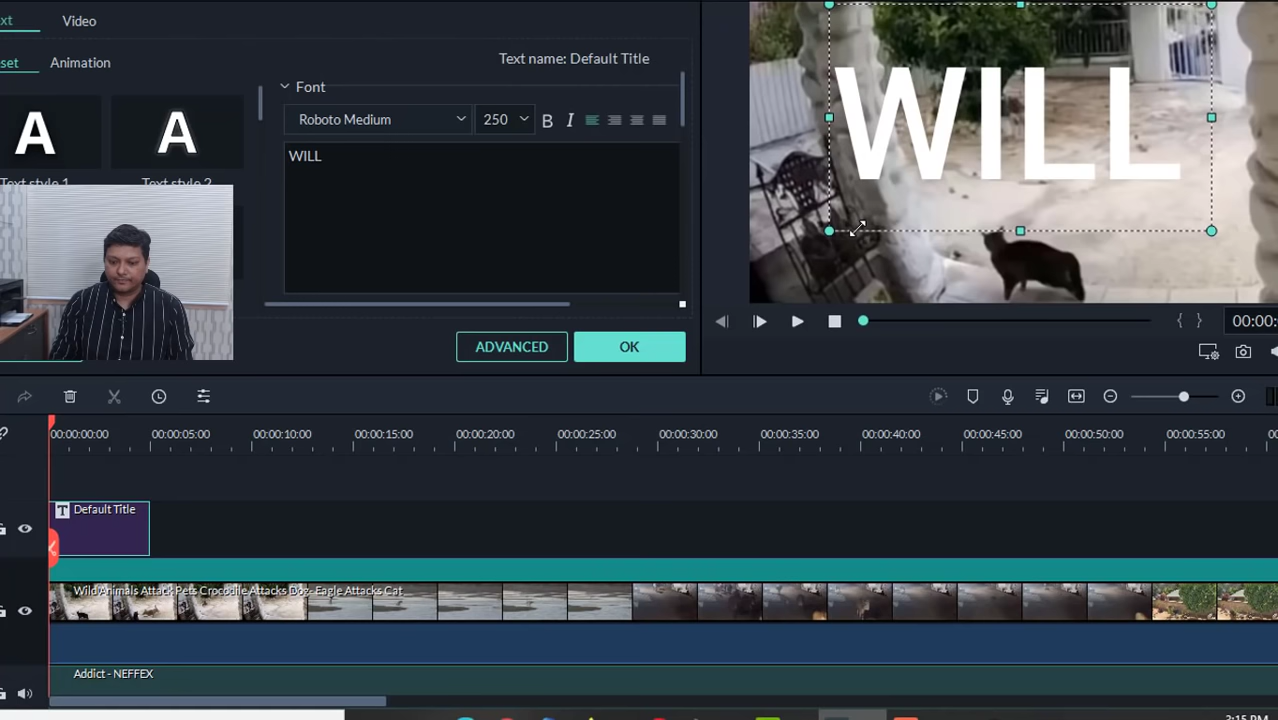 xt Video
set Animation
Text name: Default Title
Font
Roboto Medium 250 B I
WILL
A A
Text style 1 Text style 2
ADVANCED OK
WILL
{ } 00:00:
00:00:00:00 00:00:05:00 00:00:10:00 00:00:15:00 00:00:20:00 00:00:25:00 00:00:30:00 00:00:35:00 00:00:40:00 00:00:45:00 00:00:50:00 00:00:55:00
T Default Title
Wild Animals Attack Pets Crocodile Attacks Dog- Eagle Attacks Cat
Addict - NEFFEX
3:15 PM